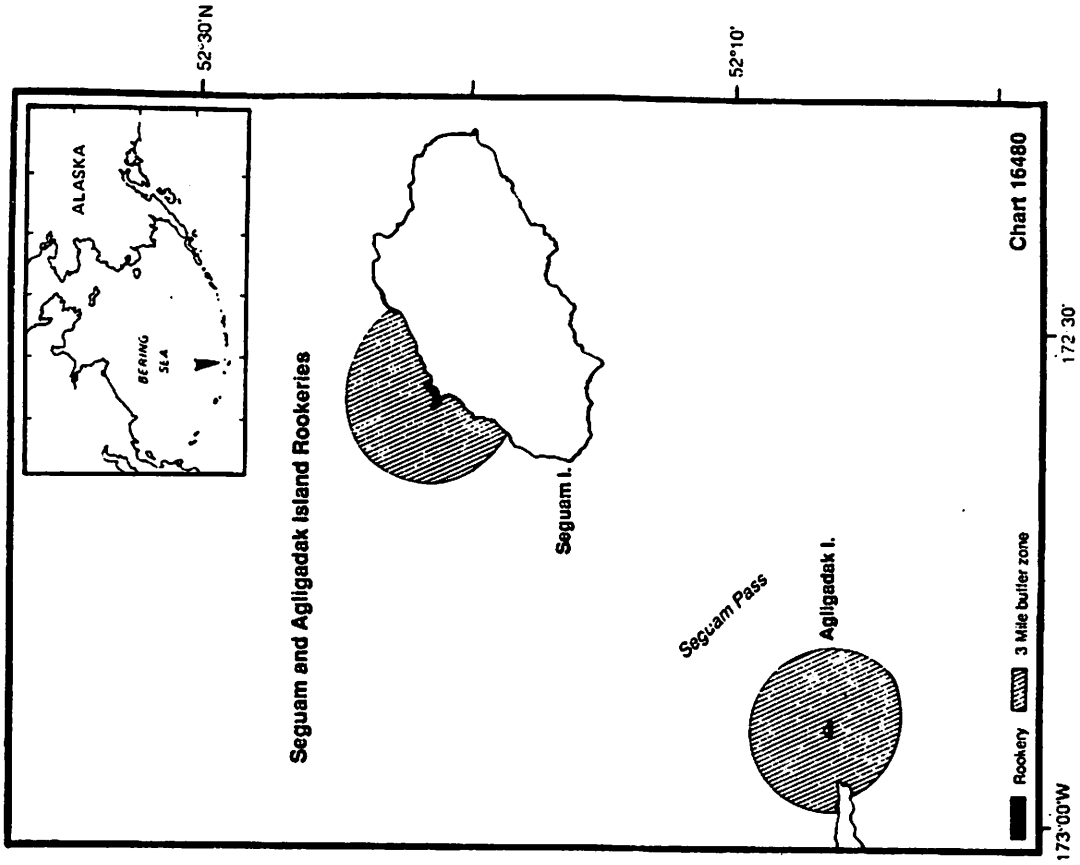 52°30'N
ALASKA
BERING
SEA
Seguam and Agligadak Island Rookeries
Seguam I.
52°10'
Seguam Pass
Agligadak I.
Rookery
3 Mile buffer zone
Chart 16480
173°00'W
172°30'